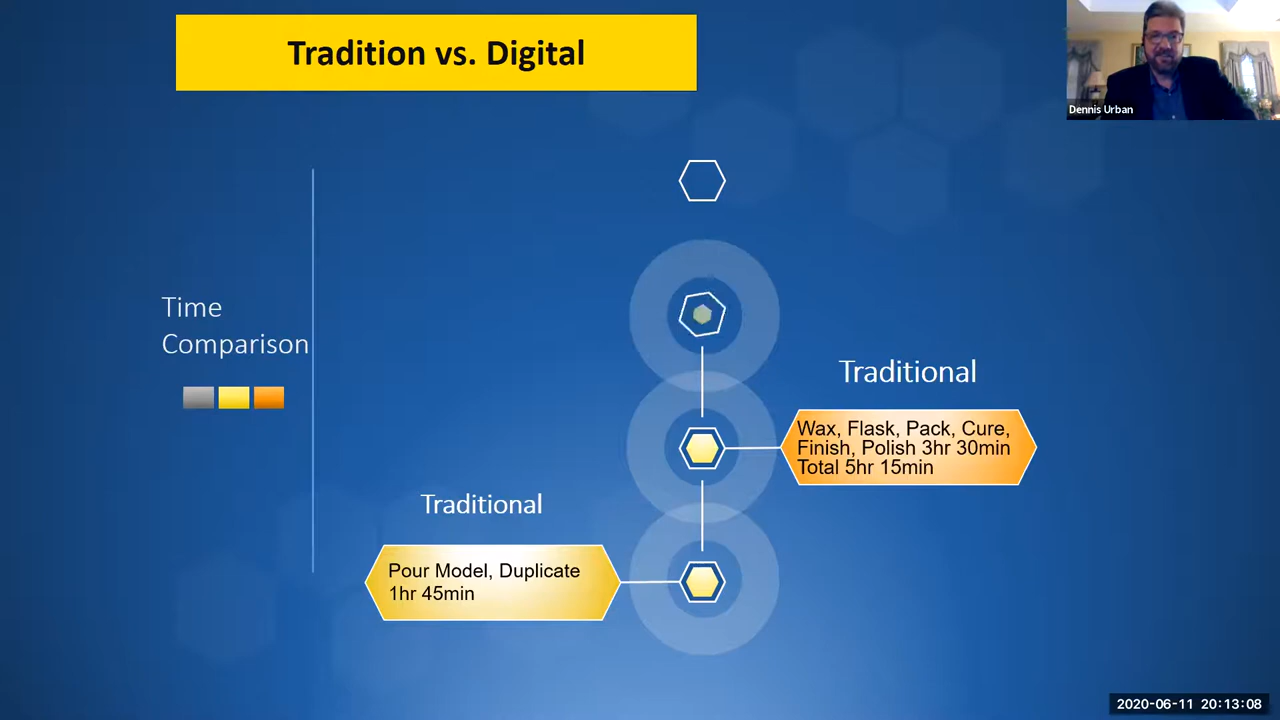 Tradition vs. Digital
Dennis Urban
Time
Comparison
Traditional
Wax, Flask, Pack, Cure,
Finish, Polish 3hr 30min
Total 5hr 15min
Traditional
Pour Model, Duplicate
1hr 45min
2020-06-11 20:13:08